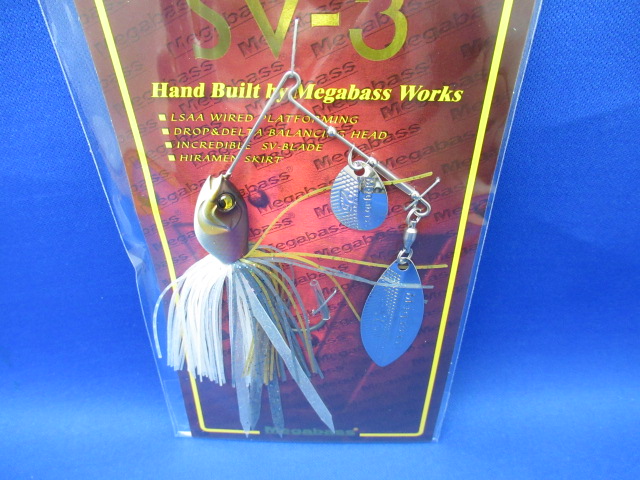 SV-3
Hand Built by Megabass Works
LSAA WIRED PLATFORMING
DROP&DELTA BALANCING HEAD
INCREDIBLE SV-BLADE
HIRAMEN SKIRT
Megabass